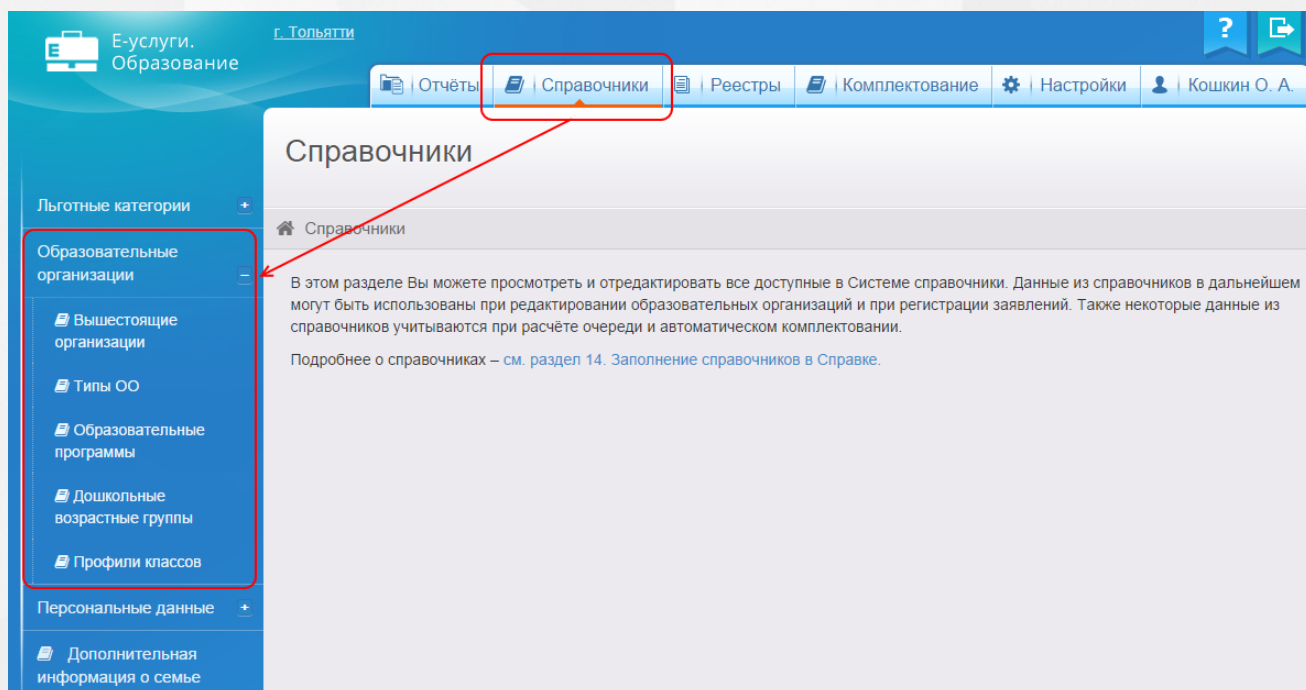 Е-услуги.
Образование
г. Тольятти
?
Отчёты
Справочники
Реестры
Комплектование
Настройки
Кошкин О. А.
Справочники
Справочники
Льготные категории
Образовательные
организации
Вышестоящие
организации
Типы ОО
Образовательные
программы
Дошкольные
возрастные группы
Профили классов
Персональные данные
Дополнительная
информация о семье
В этом разделе Вы можете просмотреть и отредактировать все доступные в Системе справочники. Данные из справочников в дальнейшем
могут быть использованы при редактировании образовательных организаций и при регистрации заявлений. Также некоторые данные из
справочников учитываются при расчёте очереди и автоматическом комплектовании.
Подробнее о справочниках – см. раздел 14. Заполнение справочников в Справке.